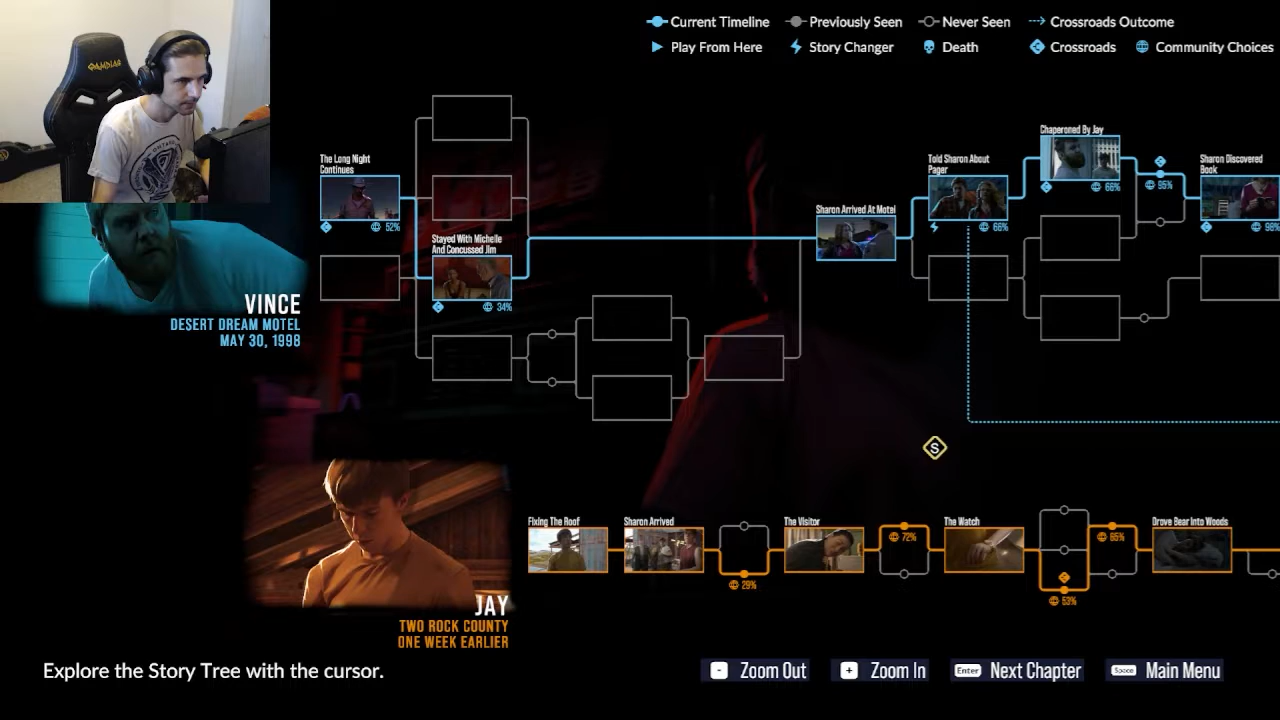 Current Timeline
Previously Seen
Never Seen
Crossroads Outcome
Play From Here
Story Changer
Death
Crossroads
Community Choices
GAMDIAS
The Long Night
Continues
52%
Stayed With Michelle
And Concussed Jim
34%
Sharon Arrived At Motel
Told Sharon About
Pager
66%
Chaperoned By Jay
66%
95%
Sharon Discovered
Book
98%
VINCE
DESERT DREAM MOTEL
MAY 30, 1998
S
Fixing The Roof
Sharon Arrived
29%
The Visitor
72%
The Watch
53%
65%
Drove Bear Into Woods
JAY
TWO ROCK COUNTY
ONE WEEK EARLIER
Explore the Story Tree with the cursor.
- Zoom Out
+ Zoom In
Enter Next Chapter
Space Main Menu